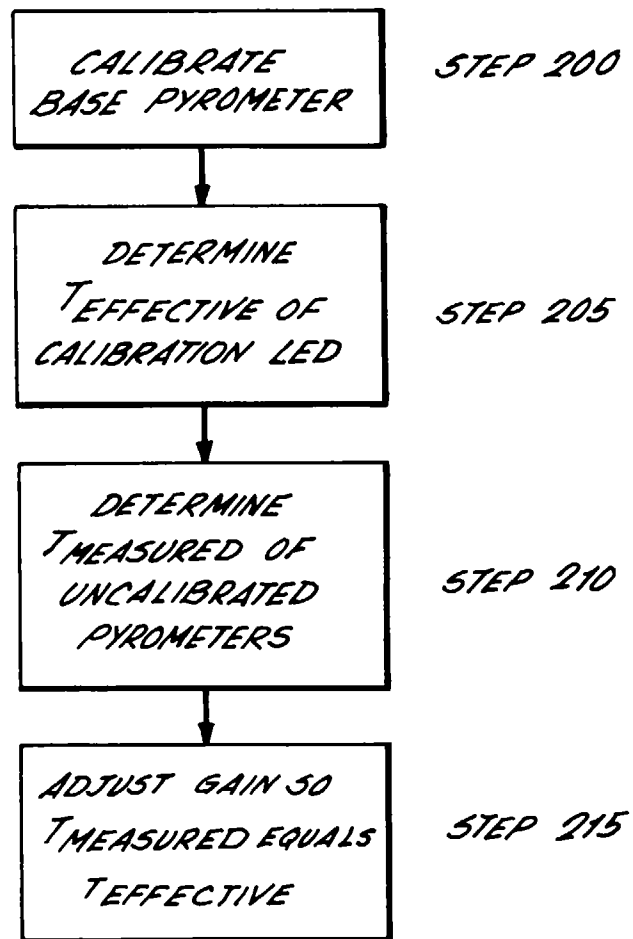 CALIBRATE
BASE PYROMETER
STEP 200
DETERMINE
TEFFECTIVE OF
CALIBRATION LED
STEP 205
DETERMINE
TMEASURED OF
UNCALIBRATED
PYROMETERS
STEP 210
ADJUST GAIN SO
TMEASURED EQUALS
TEFFECTIVE
STEP 215